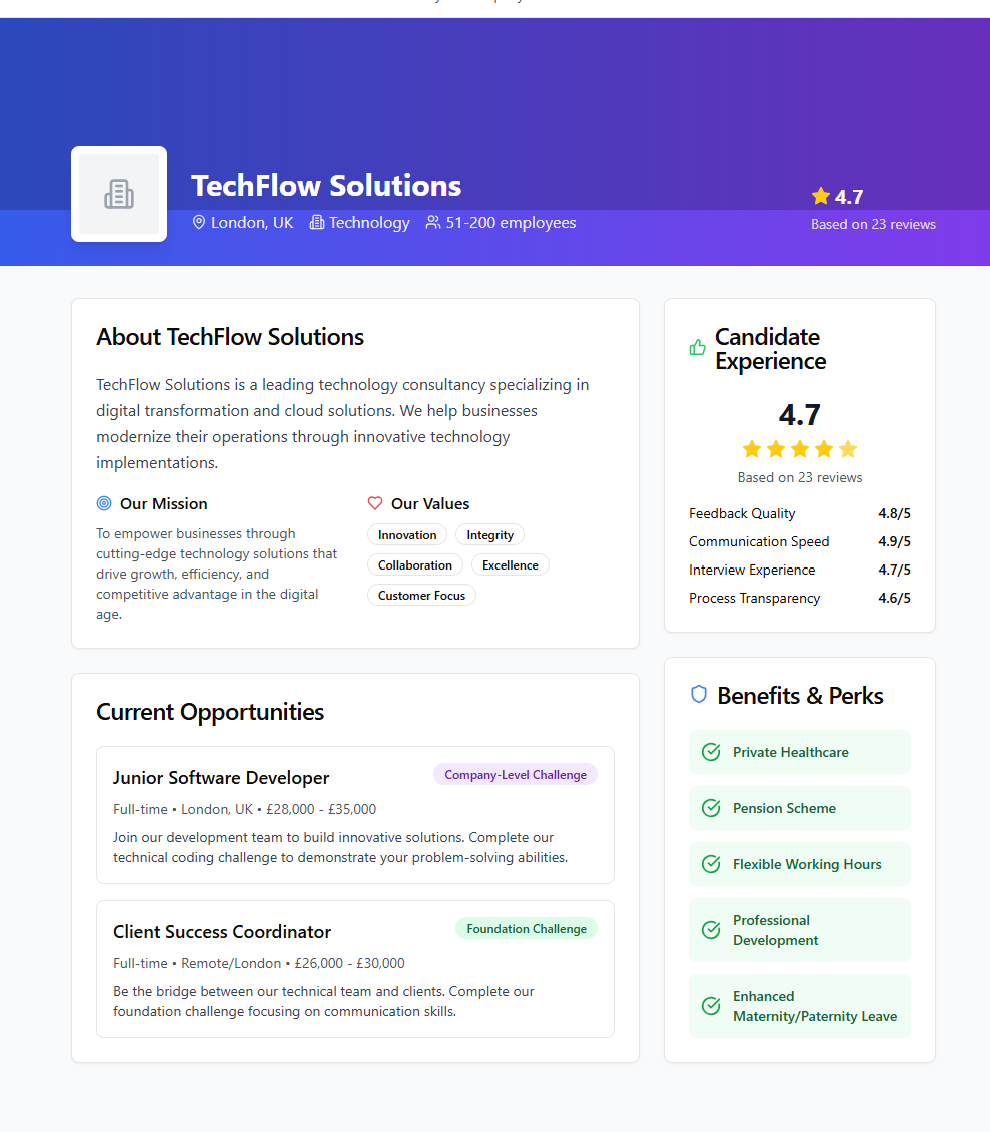 TechFlow Solutions
London, UK Technology 51-200 employees
4.7
Based on 23 reviews
About TechFlow Solutions
TechFlow Solutions is a leading technology consultancy specializing in
digital transformation and cloud solutions. We help businesses
modernize their operations through innovative technology
implementations.
Our Mission
To empower businesses through
cutting-edge technology solutions that
drive growth, efficiency, and
competitive advantage in the digital
age.
Our Values
Innovation Integrity
Collaboration Excellence
Customer Focus
Current Opportunities
Junior Software Developer Company-Level Challenge
Full-time • London, UK • £28,000 - £35,000
Join our development team to build innovative solutions. Complete our
technical coding challenge to demonstrate your problem-solving abilities.
Client Success Coordinator Foundation Challenge
Full-time • Remote/London • £26,000 - £30,000
Be the bridge between our technical team and clients. Complete our
foundation challenge focusing on communication skills.
Candidate
Experience
4.7
Based on 23 reviews
Feedback Quality 4.8/5
Communication Speed 4.9/5
Interview Experience 4.7/5
Process Transparency 4.6/5
Benefits & Perks
Private Healthcare
Pension Scheme
Flexible Working Hours
Professional
Development
Enhanced
Maternity/Paternity Leave